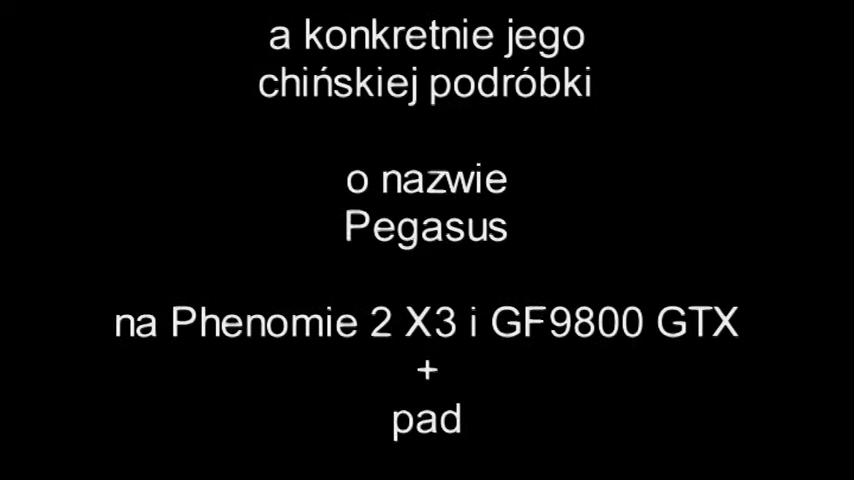 a konkretnie jego
chińskiej podróbki
o nazwie
Pegasus
na Phenomie 2 X3 i GF9800 GTX
+
pad